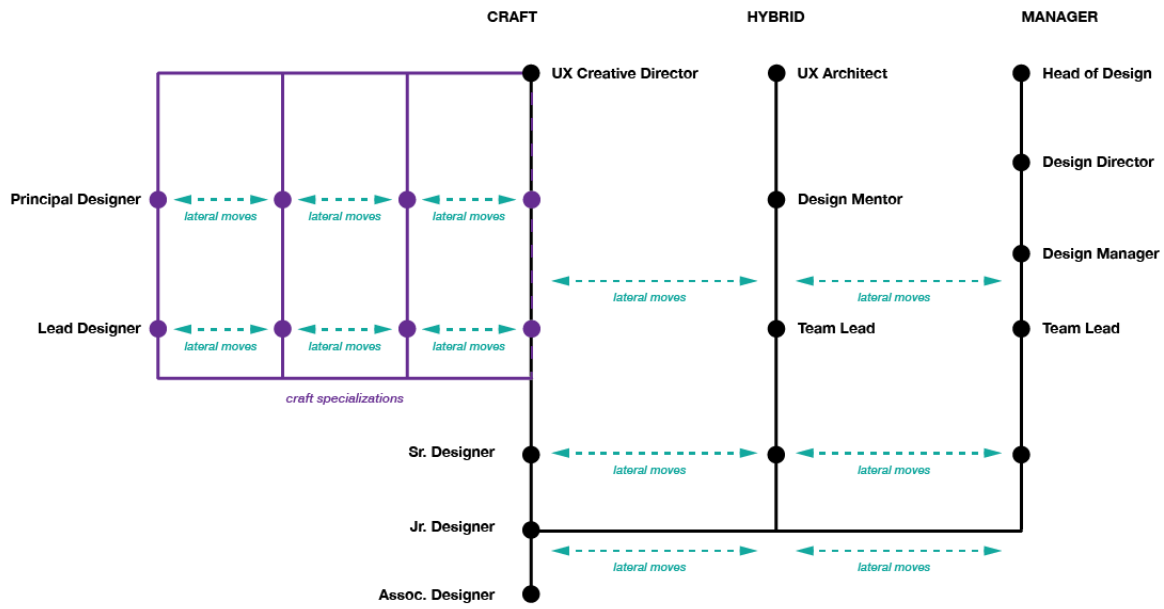 CRAFT
HYBRID
MANAGER
UX Creative Director
UX Architect
Head of Design
Design Director
Principal Designer
lateral moves
lateral moves
lateral moves
Design Mentor
Design Manager
lateral moves
lateral moves
Lead Designer
lateral moves
lateral moves
lateral moves
Team Lead
Team Lead
craft specializations
Sr. Designer
lateral moves
lateral moves
Jr. Designer
lateral moves
lateral moves
Assoc. Designer